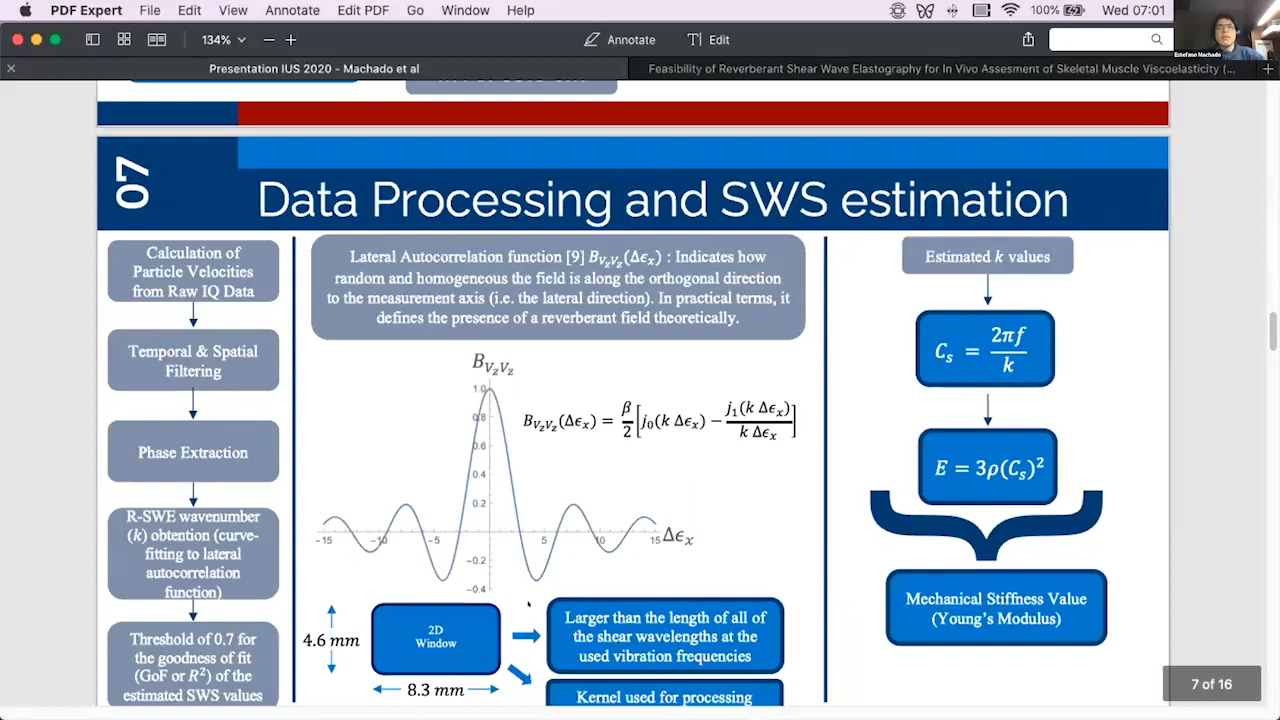 PDF Expert File Edit View Annotate Edit PDF Go Window Help
100% Wed 07:01
134%
Annotate
Edit
Estefano Machado
Presentation IUS 2020 - Machado et al
Feasibility of Reverberant Shear Wave Elastography for In Vivo Assesment of Skeletal Muscle Viscoelasticity (...
07
Data Processing and SWS estimation
Calculation of
Particle Velocities
from Raw IQ Data
Temporal & Spatial
Filtering
Phase Extraction
R-SWE wavenumber
(k) obtention (curve-
fitting to lateral
autocorrelation
function)
Threshold of 0.7 for
the goodness of fit
(GoF or R²) of the
estimated SWS values
Lateral Autocorrelation function [9] B_{V_zV_z}(Δϵ_x) : Indicates how
random and homogeneous the field is along the orthogonal direction
to the measurement axis (i.e. the lateral direction). In practical terms, it
defines the presence of a reverberant field theoretically.
B_{V_zV_z}
1.0
0.8
0.6
0.4
0.2
-0.2
-0.4
-15 -10 -5 5 10 15 Δϵ_x
B_{V_zV_z}(Δϵ_x) = β/2 [j_0(k Δϵ_x) − j_1(k Δϵ_x)/(k Δϵ_x)]
4.6 mm
2D
Window
8.3 mm
Larger than the length of all of
the shear wavelengths at the
used vibration frequencies
Kernel used for processing
Estimated k values
C_s = 2πf/k
E = 3ρ(C_s)²
Mechanical Stiffness Value
(Young's Modulus)
7 of 16